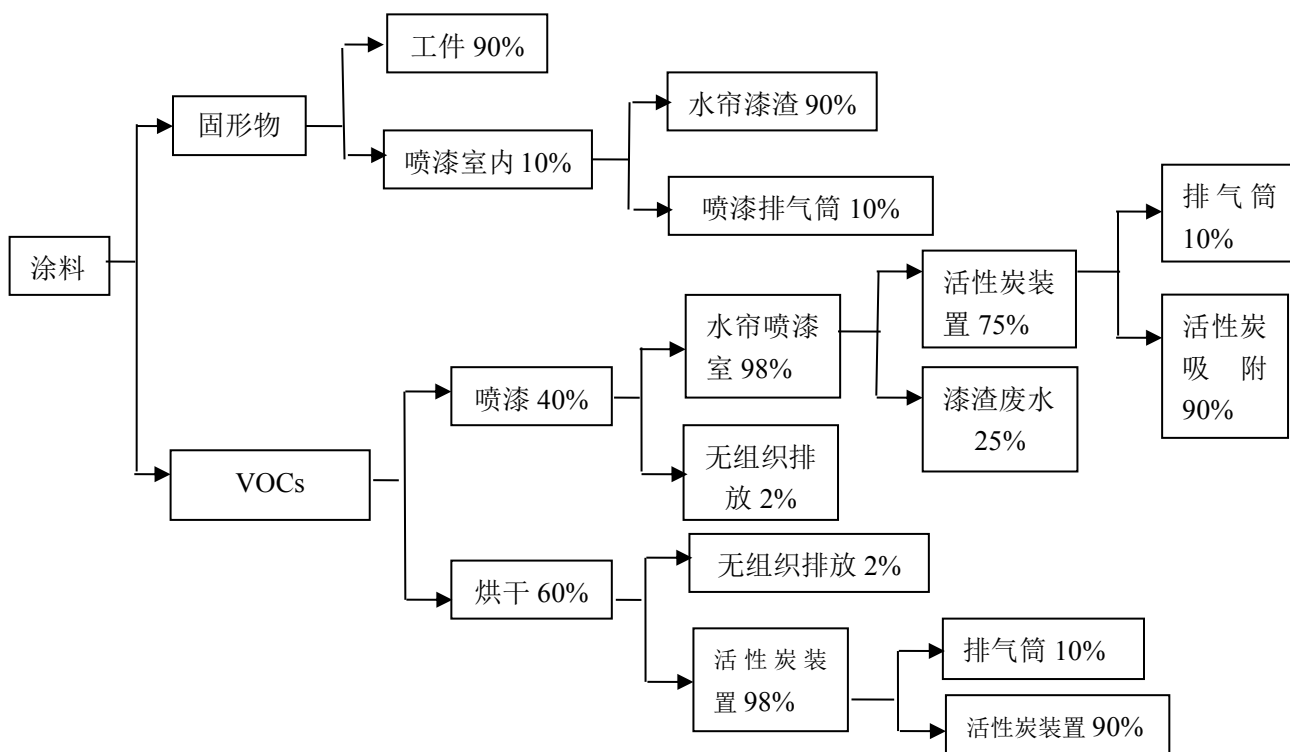 工件 90%
水帘漆渣 90%
固形物
喷漆室内 10%
喷漆排气筒 10%
排气筒
10%
涂料
活性炭装
置 75%
水帘喷漆
室 98%
活性炭
吸附
90%
喷漆 40%
漆渣废水
25%
无组织排
放 2%
VOCs
无组织排放 2%
烘干 60%
活性炭装
置 98%
排气筒 10%
活性炭装置 90%